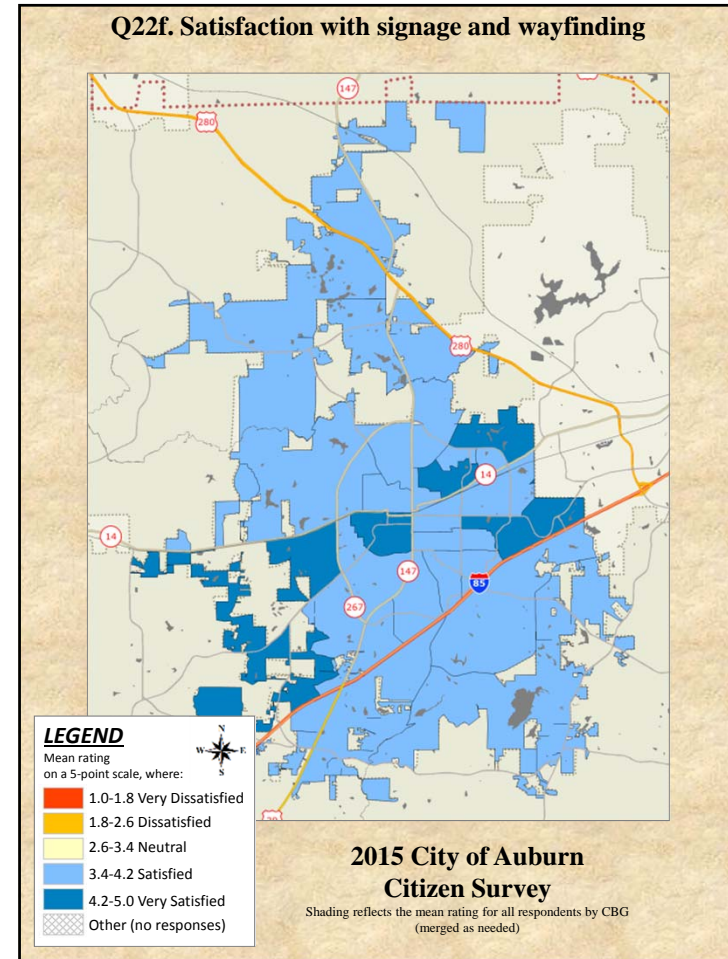 Q22f. Satisfaction with signage and wayfinding
147
280
280
14
14
147
85
267
LEGEND
Mean rating
on a 5-point scale, where:
N
W E
S
1.0-1.8 Very Dissatisfied
1.8-2.6 Dissatisfied
2.6-3.4 Neutral
3.4-4.2 Satisfied
4.2-5.0 Very Satisfied
Other (no responses)
2015 City of Auburn
Citizen Survey
Shading reflects the mean rating for all respondents by CBG
(merged as needed)